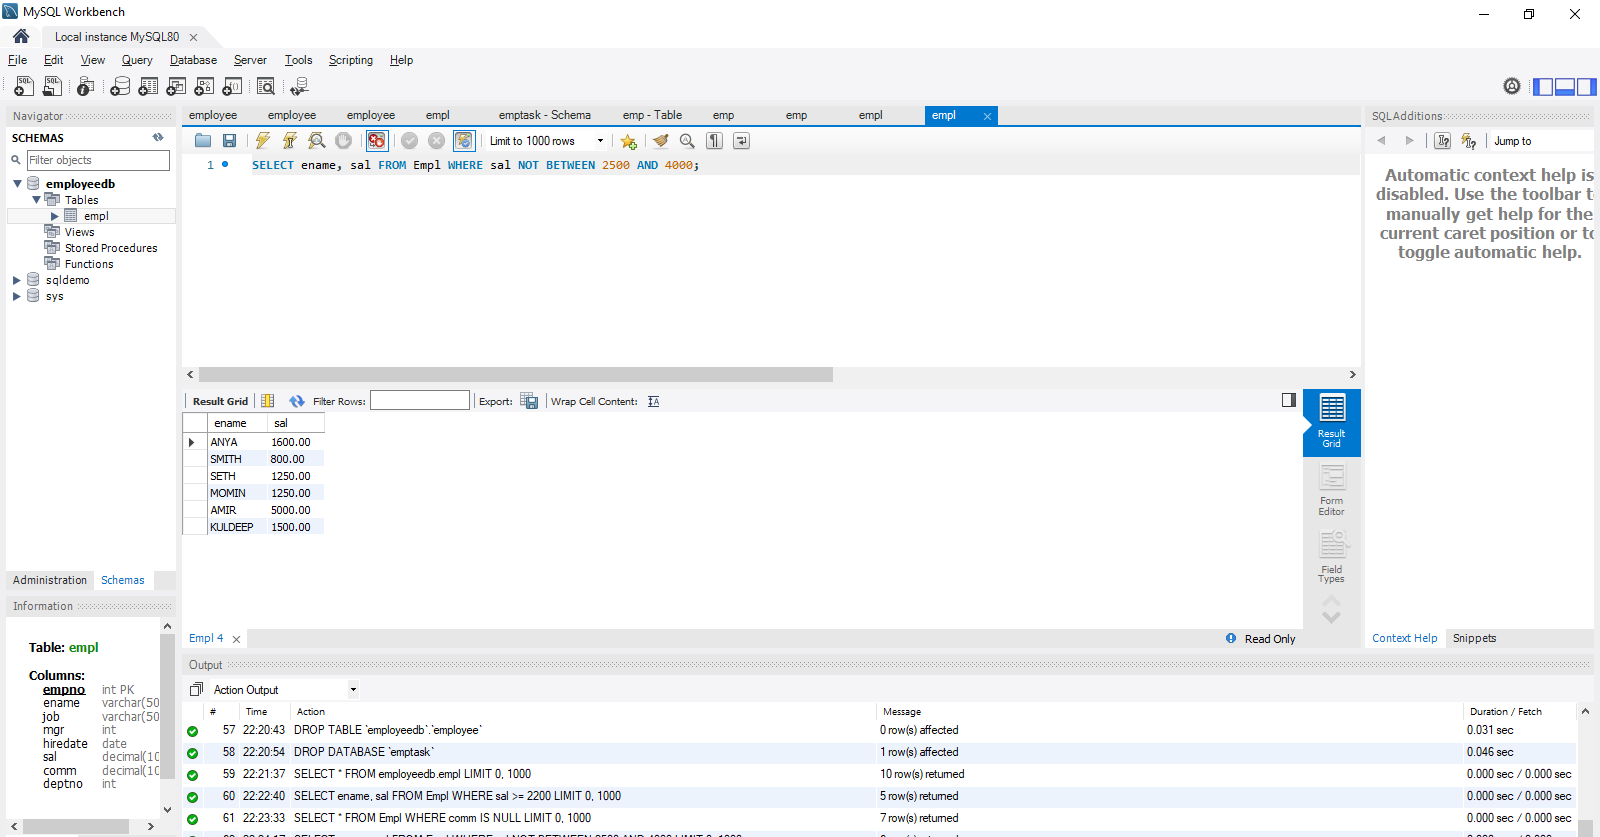 MySQL Workbench
Local instance MySQL80
File Edit View Query Database Server Tools Scripting Help
Navigator
SCHEMAS
Filter objects
employeedb
Tables
empl
Views
Stored Procedures
Functions
sqldemo
sys
Administration Schemas
Information
Table: empl
Columns:
empno int PK
ename varchar(50
job varchar(50
mgr int
hiredate date
sal decimal(10
comm decimal(10
deptno int
employee employee employee empl emptask - Schema emp - Table emp emp empl empl
Limit to 1000 rows
1 SELECT ename, sal FROM Empl WHERE sal NOT BETWEEN 2500 AND 4000;
Result Grid Filter Rows: Export: Wrap Cell Content:
ename sal
ANYA 1600.00
SMITH 800.00
SETH 1250.00
MOMIN 1250.00
AMIR 5000.00
KULDEEP 1500.00
Result
Grid
Form
Editor
Field
Types
Empl 4
Read Only
SQLAdditions
Jump to
Automatic context help is
disabled. Use the toolbar t
manually get help for the
current caret position or to
toggle automatic help.
Context Help Snippets
Output
Action Output
# Time Action Message Duration / Fetch
57 22:20:43 DROP TABLE `employeedb`.`employee` 0 row(s) affected 0.031 sec
58 22:20:54 DROP DATABASE `emptask` 1 row(s) affected 0.046 sec
59 22:21:37 SELECT * FROM employeedb.empl LIMIT 0, 1000 10 row(s) returned 0.000 sec / 0.000 sec
60 22:22:40 SELECT ename, sal FROM Empl WHERE sal >= 2200 LIMIT 0, 1000 5 row(s) returned 0.000 sec / 0.000 sec
61 22:23:33 SELECT * FROM Empl WHERE comm IS NULL LIMIT 0, 1000 7 row(s) returned 0.000 sec / 0.000 sec